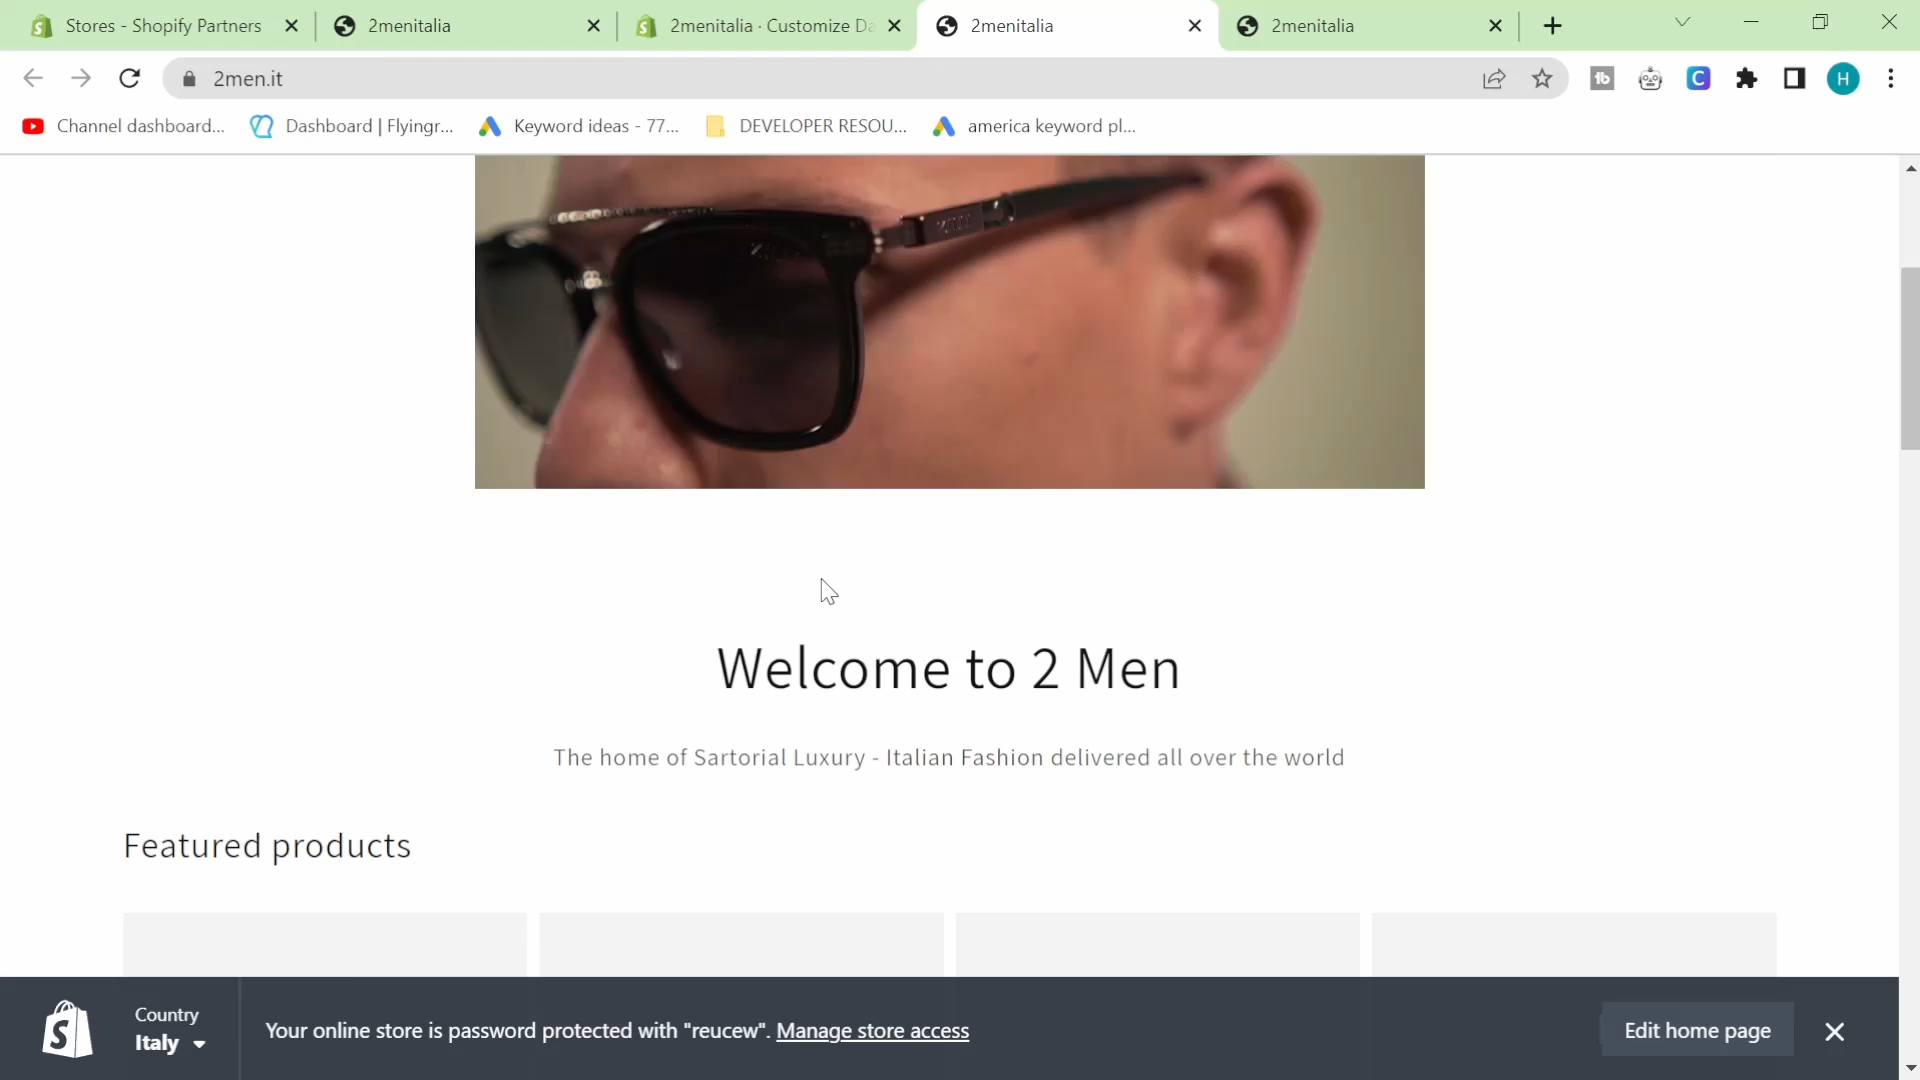 Stores - Shopify Partners
2menitalia
2menitalia · Customize Da
2menitalia
2menitalia
2men.it
H
Channel dashboard...
Dashboard | Flyingr...
Keyword ideas - 77...
DEVELOPER RESOU...
america keyword pl...
Welcome to 2 Men
The home of Sartorial Luxury - Italian Fashion delivered all over the world
Featured products
Country
Italy
Your online store is password protected with "reucew". Manage store access
Edit home page